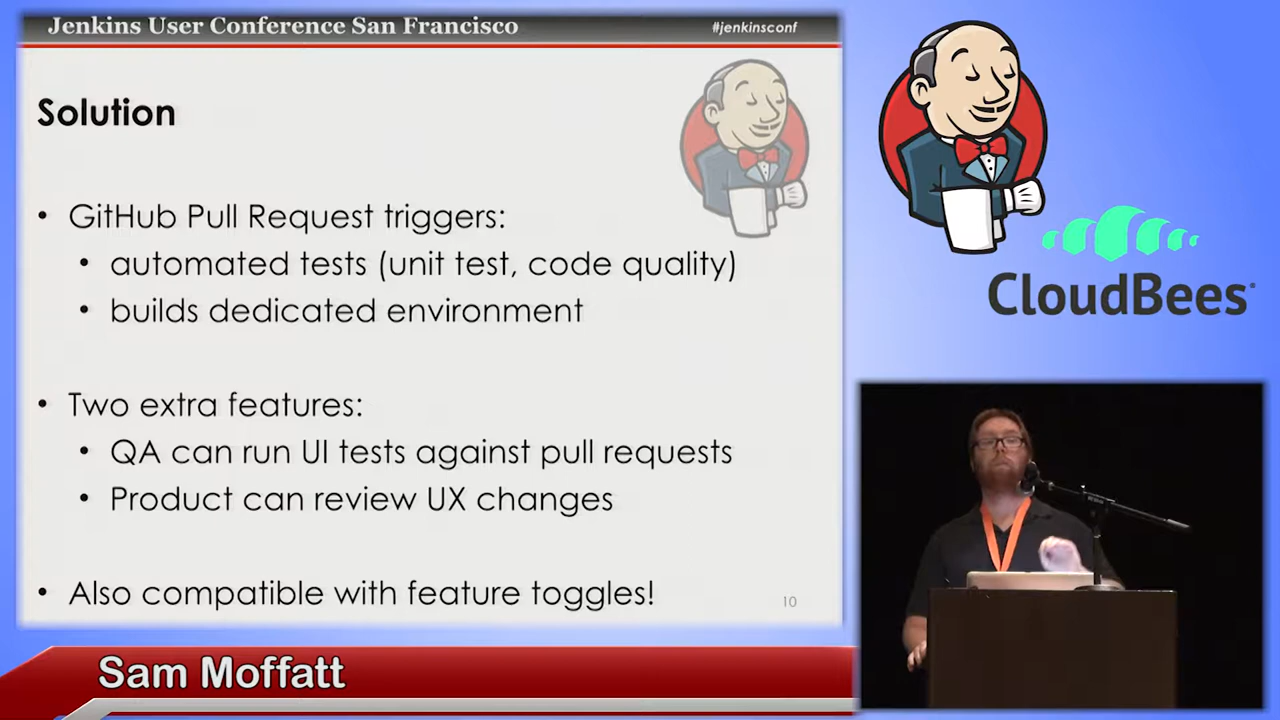 Jenkins User Conference San Francisco
#jenkinsconf
Solution
• GitHub Pull Request triggers:
• automated tests (unit test, code quality)
• builds dedicated environment
• Two extra features:
• QA can run UI tests against pull requests
• Product can review UX changes
• Also compatible with feature toggles!
10
CloudBees
Sam Moffatt